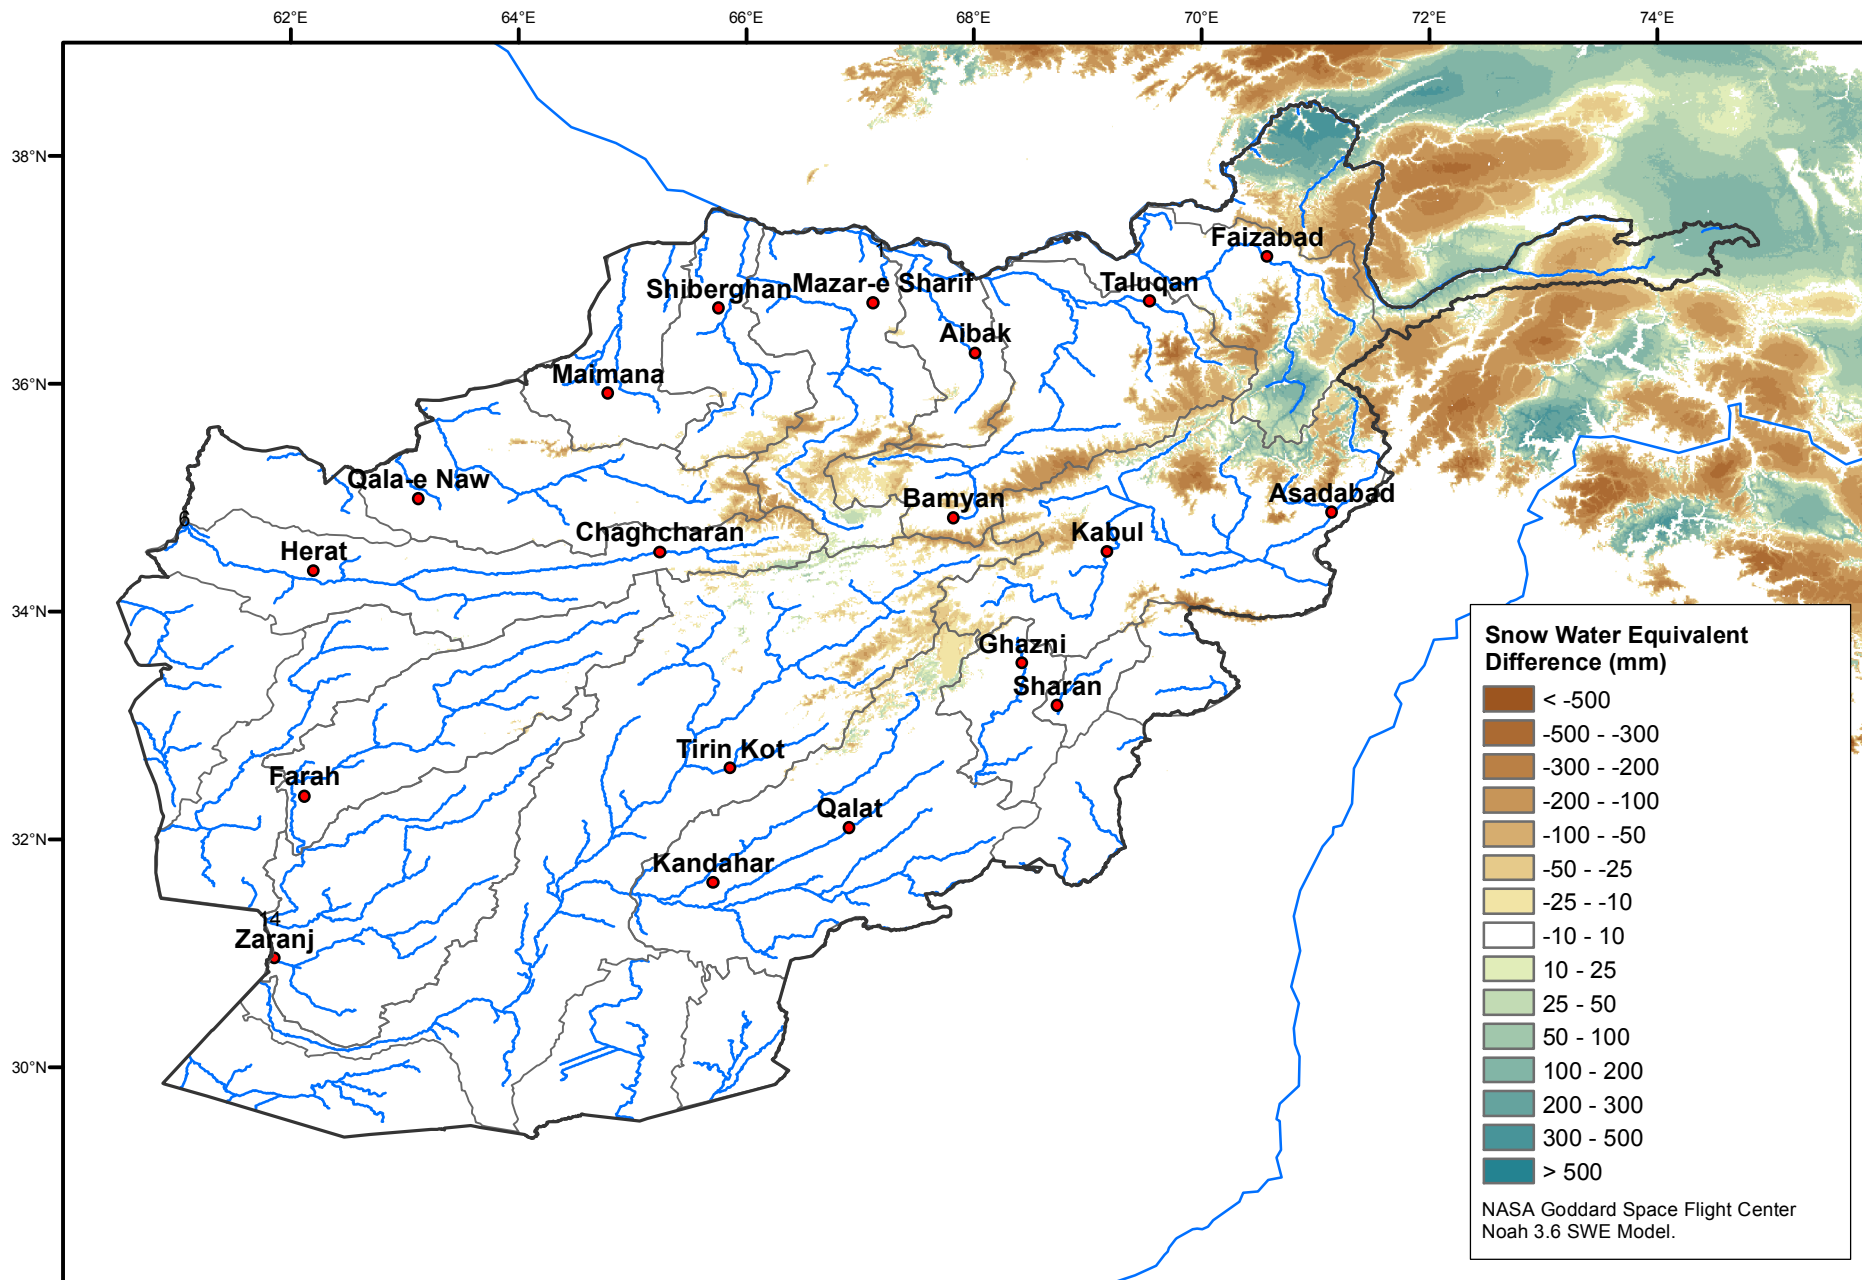 62°E
64°E
66°E
68°E
70°E
72°E
74°E
38°N
36°N
34°N
32°N
30°N
Faizabad
Shiberghan
Mazar-e Sharif
Taluqan
Aibak
Maimana
Qala-e Naw
Bamyan
Asadabad
6
Herat
Chaghcharan
Kabul
Ghazni
Sharan
Tirin Kot
Farah
Qalat
Kandahar
14
Zaranj
Snow Water Equivalent
Difference (mm)
< -500
-500 - -300
-300 - -200
-200 - -100
-100 - -50
-50 - -25
-25 - -10
-10 - 10
10 - 25
25 - 50
50 - 100
100 - 200
200 - 300
300 - 500
> 500
NASA Goddard Space Flight Center
Noah 3.6 SWE Model.